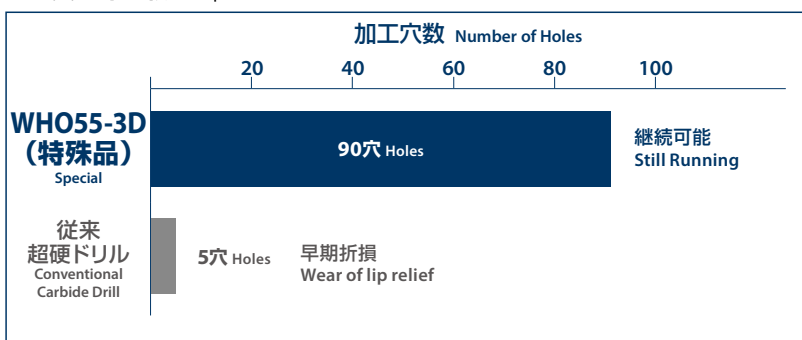 加工穴数 Number of Holes
20 40 60 80 100
WHO55-3D
（特殊品）
Special
90穴 Holes
継続可能
Still Running
従来
超硬ドリル
Conventional
Carbide Drill
5穴 Holes
早期折損
Wear of lip relief